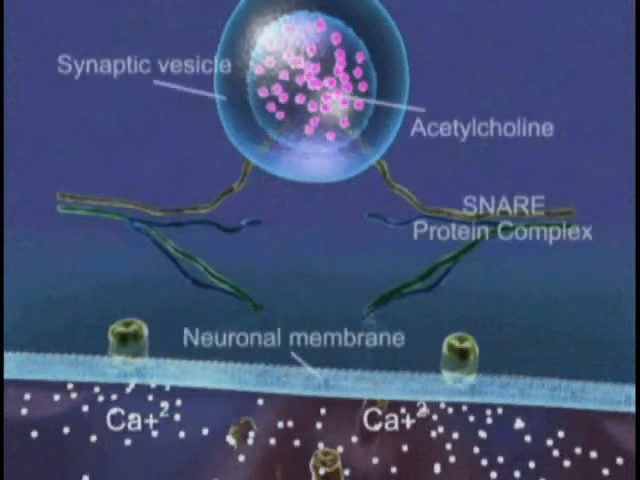 Synaptic vesicle
Acetylcholine
SNARE
Protein Complex
Neuronal membrane
Ca+²
Ca+²